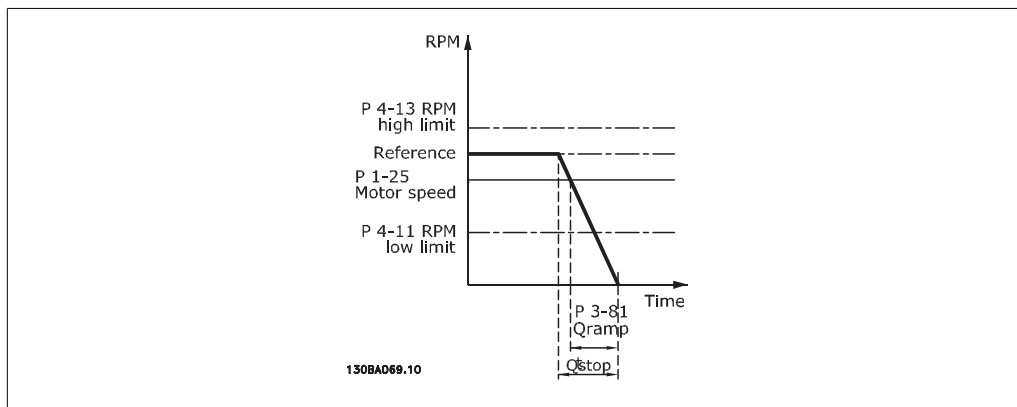 RPM
P 4-13 RPM
high limit
Reference
P 1-25
Motor speed
P 4-11 RPM
low limit
Time
P 3-81
Qramp
Qstop
130BA069.10